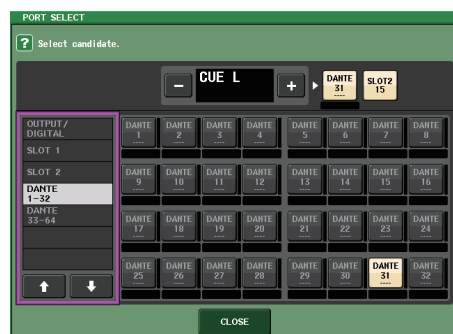 PORT SELECT
? Select candidate.
− CUE L + DANTE SLOT2
31 15
----
OUTPUT/
DIGITAL
SLOT 1
SLOT 2
DANTE
1-32
DANTE
33-64
DANTE DANTE DANTE DANTE DANTE DANTE DANTE DANTE
1 2 3 4 5 6 7 8
---- ---- ---- ---- ---- ---- ---- ----
DANTE DANTE DANTE DANTE DANTE DANTE DANTE DANTE
9 10 11 12 13 14 15 16
---- ---- ---- ---- ---- ---- ---- ----
DANTE DANTE DANTE DANTE DANTE DANTE DANTE DANTE
17 18 19 20 21 22 23 24
---- ---- ---- ---- ---- ---- ---- ----
DANTE DANTE DANTE DANTE DANTE DANTE DANTE DANTE
25 26 27 28 29 30 31 32
---- ---- ---- ---- ---- ---- ---- ----
CLOSE